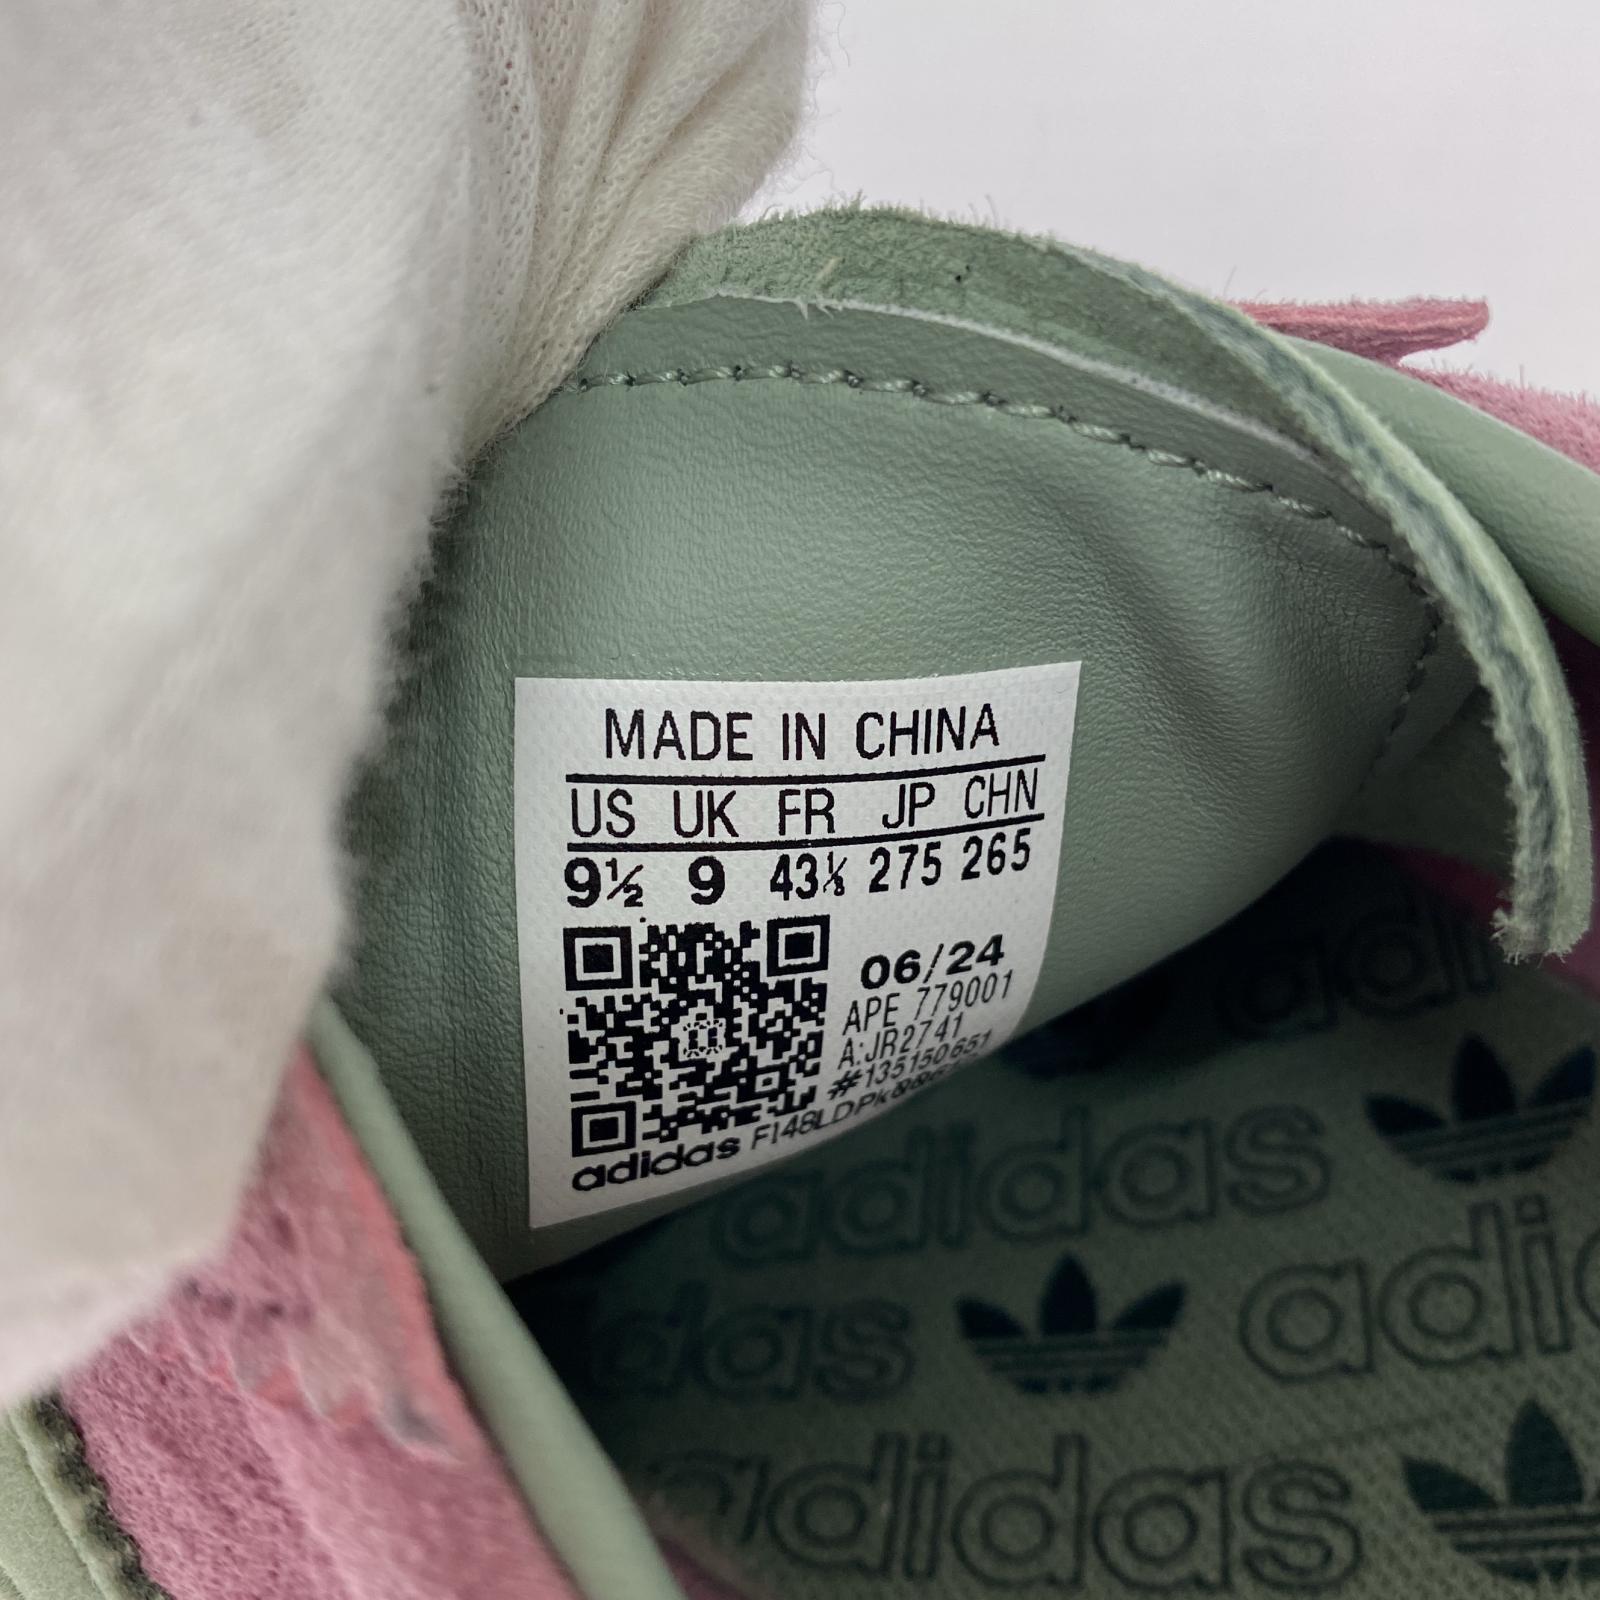 MADE IN CHINA
US UK FR JP CHN
9½ 9 43⅓ 275 265
06/24
APE 779001
A:JR2741
#135150651
adidas
adidas
adidas
adidas